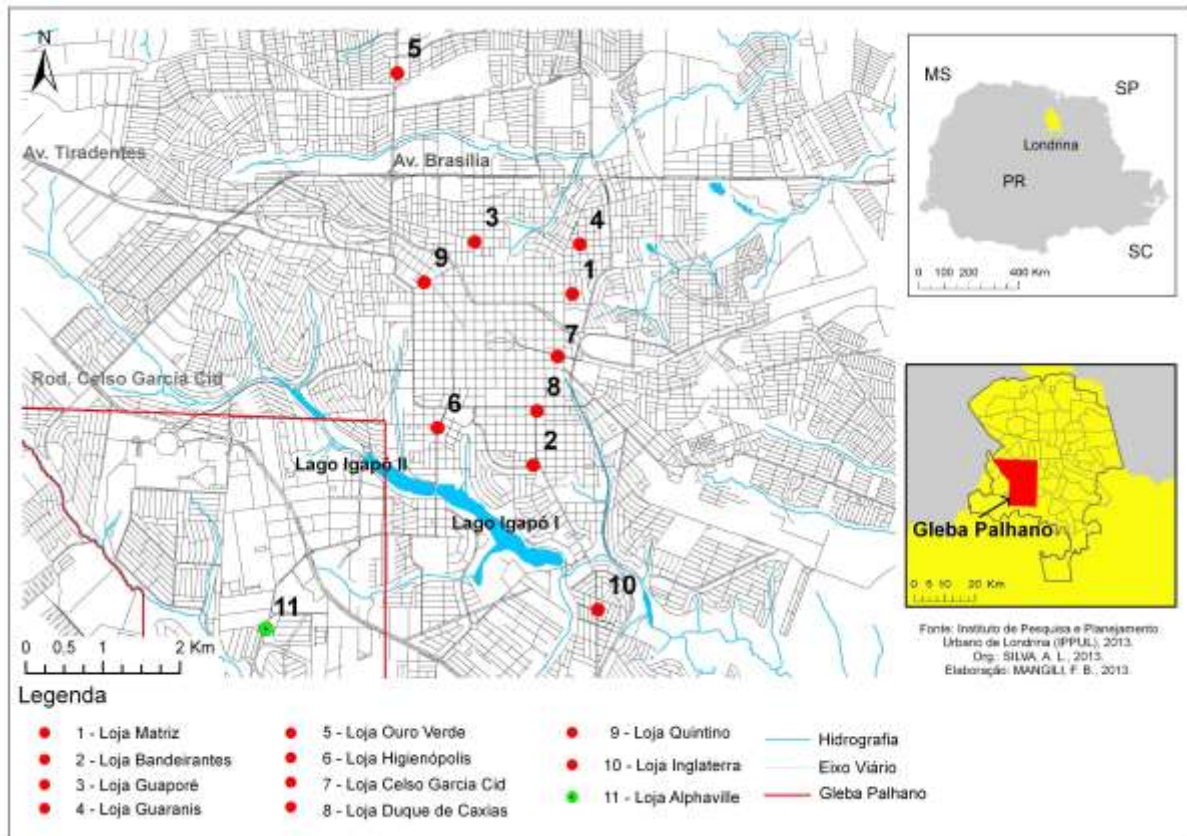 N
5
Av. Tiradentes
Av. Brasília
3
4
9
1
7
Rod. Celso Garcia Cid
8
6
2
Lago Igapó II
Lago Igapó I
10
11
0 0.5 1 2 Km
MS
SP
Londrina
PR
SC
0 100 200 400 Km
Gleba Palhano
0 5 10 20 Km
Fonte: Instituto de Pesquisa e Planejamento
Urbano de Londrina (IPPUL), 2013.
Org.: SILVA, A. L., 2013.
Elaboração: MANGILI, F. B., 2013.
Legenda
1 - Loja Matriz
2 - Loja Bandeirantes
3 - Loja Guaporé
4 - Loja Guaranis
5 - Loja Ouro Verde
6 - Loja Higienópolis
7 - Loja Celso Garcia Cid
8 - Loja Duque de Caxias
9 - Loja Quintino
10 - Loja Inglaterra
11 - Loja Alphaville
Hidrografia
Eixo Viário
Gleba Palhano